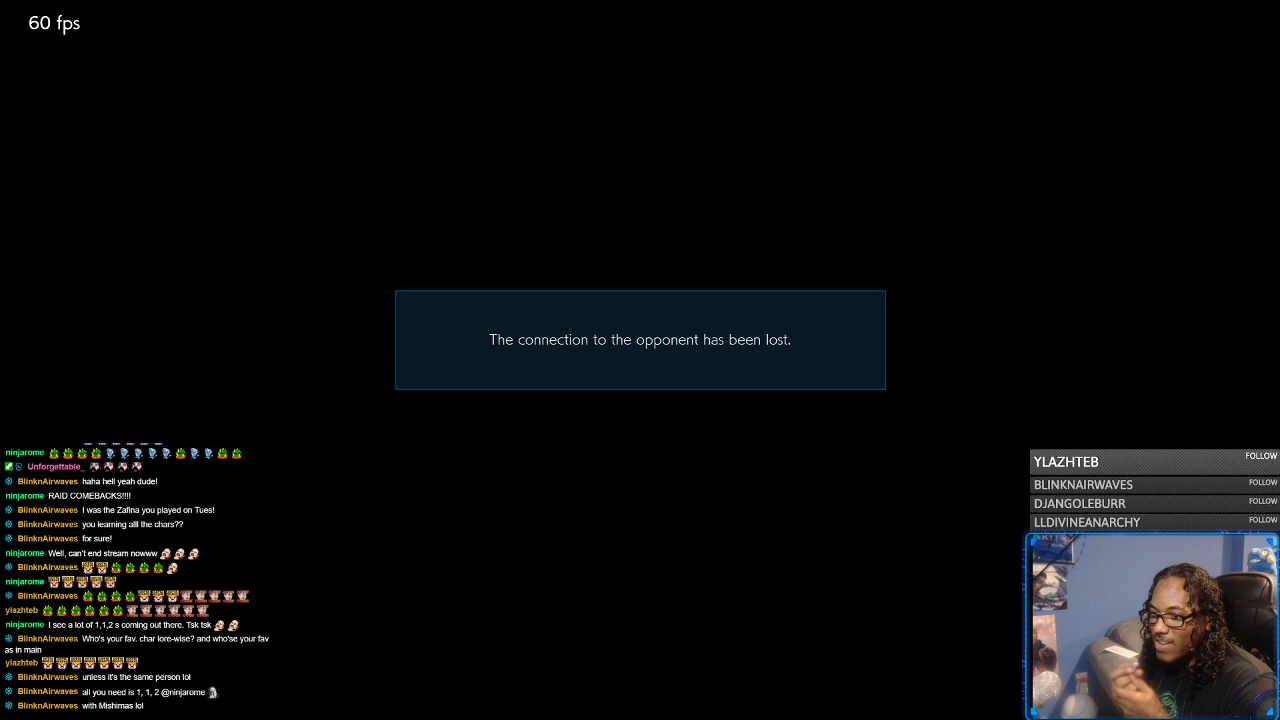 60 fps
The connection to the opponent has been lost.
ninjarome
Unforgettable_
BlinknAirwaves haha hell yeah dude!
ninjarome RAID COMEBACKS!!!!
BlinknAirwaves I was the Zafina you played on Tues!
BlinknAirwaves you learning alll the chars??
BlinknAirwaves for sure!
ninjarome Well, can't end stream nowww
BlinknAirwaves
ninjarome
BlinknAirwaves
ylazhteb
ninjarome I see a lot of 1,1,2 s coming out there. Tsk tsk
BlinknAirwaves Who's your fav. char lore-wise? and who'se your fav
as in main
ylazhteb
BlinknAirwaves unless it's the same person lol
BlinknAirwaves all you need is 1, 1, 2 @ninjarome
BlinknAirwaves with Mishimas lol
YLAZHTEB FOLLOW
BLINKNAIRWAVES FOLLOW
DJANGOLEBURR FOLLOW
LLDIVINEANARCHY FOLLOW